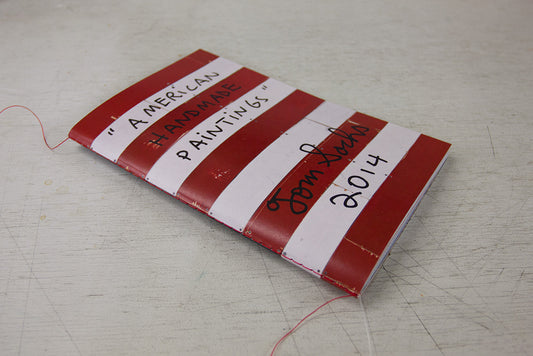 "AMERICAN
HANDMADE
PAINTINGS"
Tom Sachs
2014